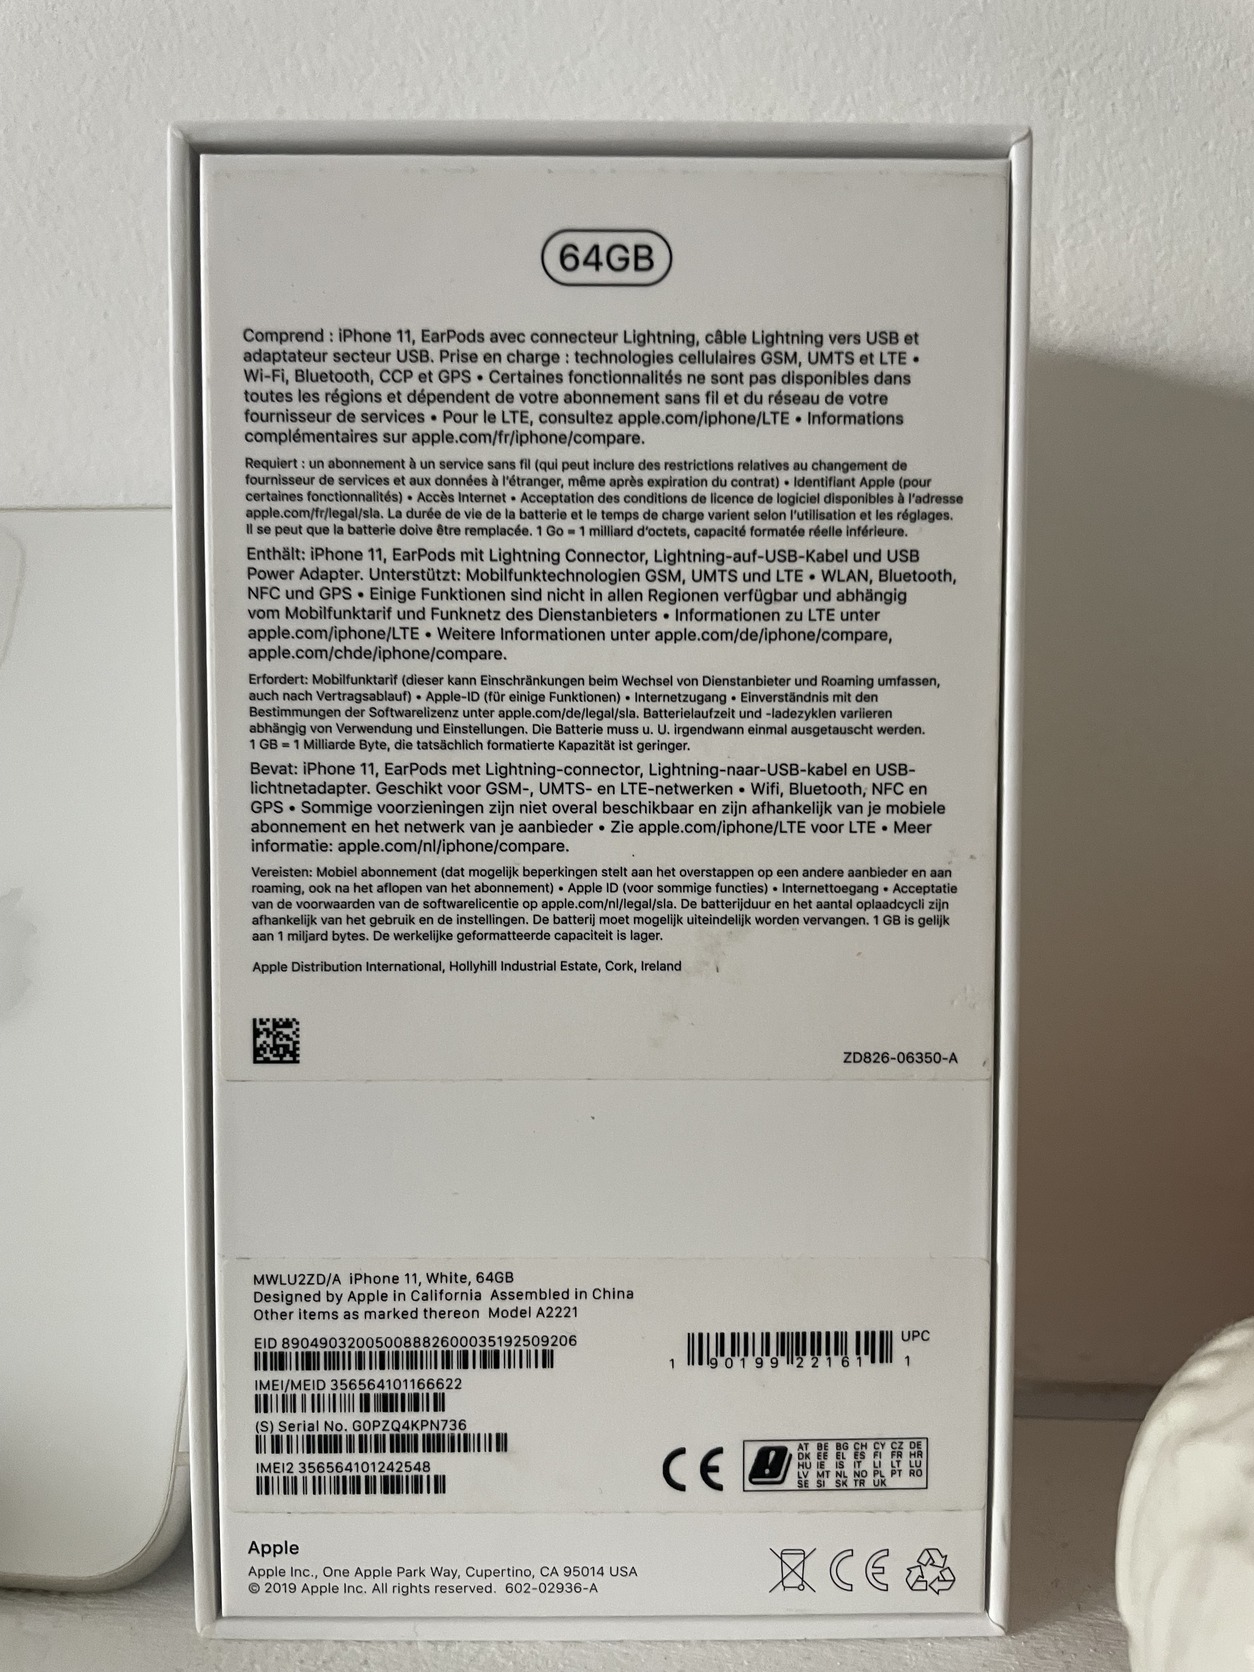 64GB
Comprend : iPhone 11, EarPods avec connecteur Lightning, câble Lightning vers USB et
adaptateur secteur USB. Prise en charge : technologies cellulaires GSM, UMTS et LTE •
Wi-Fi, Bluetooth, CCP et GPS • Certaines fonctionnalités ne sont pas disponibles dans
toutes les régions et dépendent de votre abonnement sans fil et du réseau de votre
fournisseur de services • Pour le LTE, consultez apple.com/iphone/LTE • Informations
complémentaires sur apple.com/fr/iphone/compare.
Requiert : un abonnement à un service sans fil (qui peut inclure des restrictions relatives au changement de
fournisseur de services et aux données à l'étranger, même après expiration du contrat) • Identifiant Apple (pour
certaines fonctionnalités) • Accès Internet • Acceptation des conditions de licence de logiciel disponibles à l'adresse
apple.com/fr/legal/sla. La durée de vie de la batterie et le temps de charge varient selon l'utilisation et les réglages.
Il se peut que la batterie doive être remplacée. 1 Go = 1 milliard d'octets, capacité formatée réelle inférieure.
Enthält: iPhone 11, EarPods mit Lightning Connector, Lightning-auf-USB-Kabel und USB
Power Adapter. Unterstützt: Mobilfunktechnologien GSM, UMTS und LTE • WLAN, Bluetooth,
NFC und GPS • Einige Funktionen sind nicht in allen Regionen verfügbar und abhängig
vom Mobilfunktarif und Funknetz des Dienstanbieters • Informationen zu LTE unter
apple.com/iphone/LTE • Weitere Informationen unter apple.com/de/iphone/compare,
apple.com/chde/iphone/compare.
Erfordert: Mobilfunktarif (dieser kann Einschränkungen beim Wechsel von Dienstanbieter und Roaming umfassen,
auch nach Vertragsablauf) • Apple-ID (für einige Funktionen) • Internetzugang • Einverständnis mit den
Bestimmungen der Softwarelizenz unter apple.com/de/legal/sla. Batterielaufzeit und -ladezyklen variieren
abhängig von Verwendung und Einstellungen. Die Batterie muss u. U. irgendwann einmal ausgetauscht werden.
1 GB = 1 Milliarde Byte, die tatsächlich formatierte Kapazität ist geringer.
Bevat: iPhone 11, EarPods met Lightning-connector, Lightning-naar-USB-kabel en USB-
lichtnetadapter. Geschikt voor GSM-, UMTS- en LTE-netwerken • Wifi, Bluetooth, NFC en
GPS • Sommige voorzieningen zijn niet overal beschikbaar en zijn afhankelijk van je mobiele
abonnement en het netwerk van je aanbieder • Zie apple.com/iphone/LTE voor LTE • Meer
informatie: apple.com/nl/iphone/compare.
Vereisten: Mobiel abonnement (dat mogelijk beperkingen stelt aan het overstappen op een andere aanbieder en aan
roaming, ook na het aflopen van het abonnement) • Apple ID (voor sommige functies) • Internettoegang • Acceptatie
van de voorwaarden van de softwarelicentie op apple.com/nl/legal/sla. De batterijduur en het aantal oplaadcycli zijn
afhankelijk van het gebruik en de instellingen. De batterij moet mogelijk uiteindelijk worden vervangen. 1 GB is gelijk
aan 1 miljard bytes. De werkelijke geformatteerde capaciteit is lager.
Apple Distribution International, Hollyhill Industrial Estate, Cork, Ireland
ZD826-06350-A
MWLU2ZD/A iPhone 11, White, 64GB
Designed by Apple in California Assembled in China
Other items as marked thereon Model A2221
EID 89049032005008882600035192509206
UPC
1 90199 22161 1
IMEI/MEID 356564101166622
(S) Serial No. G0PZQ4KPN736
IMEI2 356564101242548
CE
AT BE BG CH CY CZ DE
DK EE EL ES FI FR HR
HU IE IS IT LI LT LU
LV MT NL NO PL PT RO
SE SI SK TR UK
Apple
Apple Inc., One Apple Park Way, Cupertino, CA 95014 USA
© 2019 Apple Inc. All rights reserved. 602-02936-A
CE